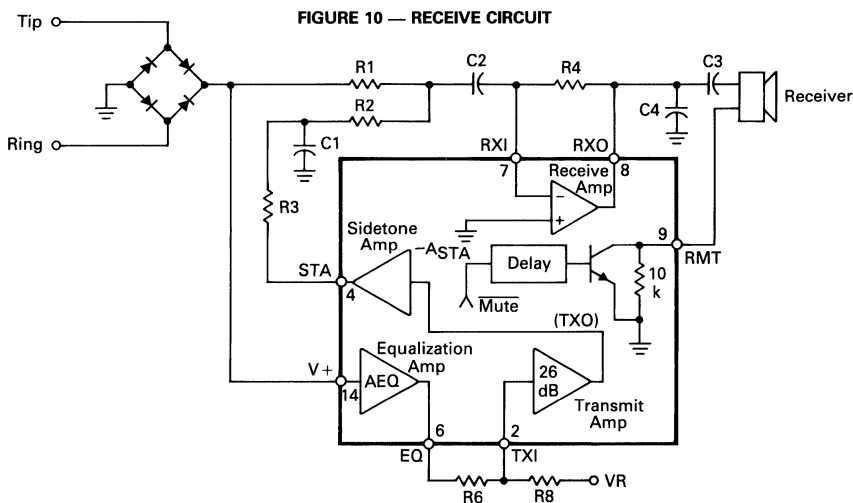 FIGURE 10 — RECEIVE CIRCUIT
Tip
Ring
R1
R2
C1
R3
C2
R4
C3
C4
Receiver
RXI
7
RXO
8
Receive
Amp
−
+
Sidetone
Amp
−ASTA
STA
4
Delay
Mute
9
RMT
10
k
(TXO)
V+
14
Equalization
Amp
AEQ
26
dB
Transmit
Amp
6
EQ
2
TXI
R6
R8
VR